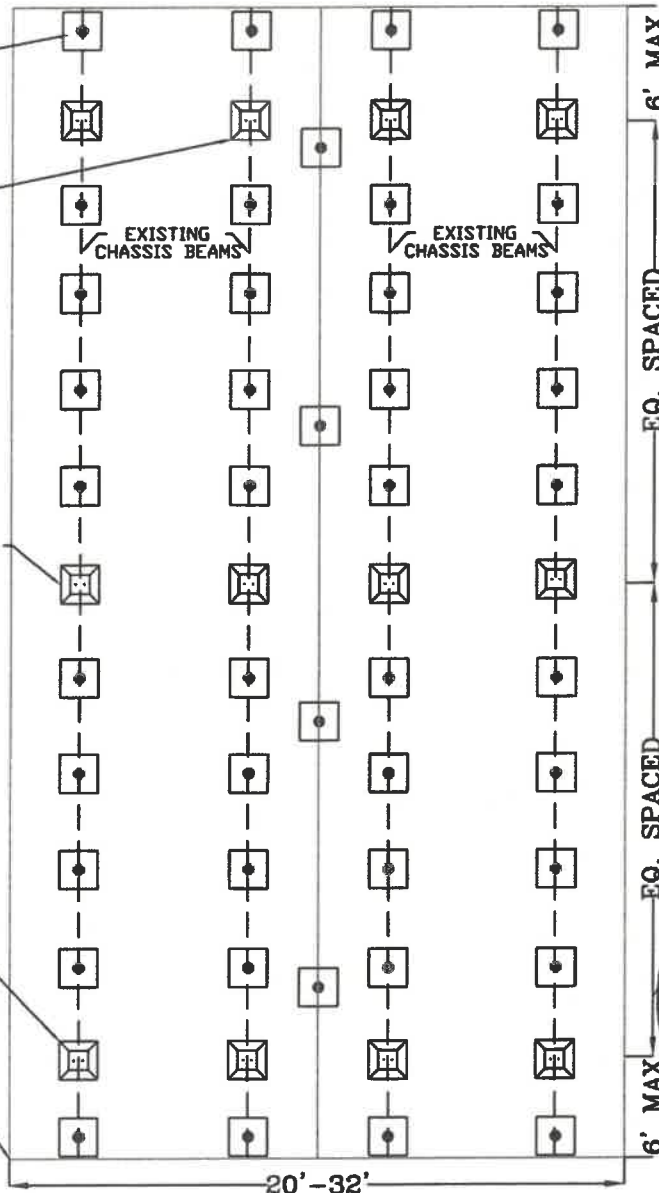 6' MAX
EXISTING
CHASSIS BEAMS
EXISTING
CHASSIS BEAMS
EQ. SPACED
EQ. SPACED
6' MAX
20'-32'